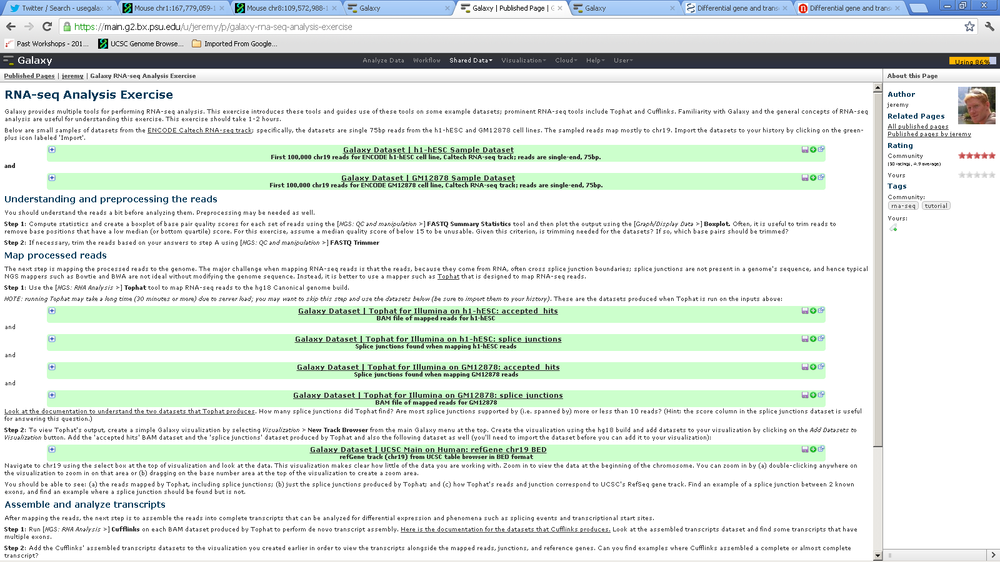 Twitter / Search - usegalax
Mouse chr1:167,779,059-1
Mouse chr8:109,572,988-1
Galaxy
Galaxy | Published Page | G
Galaxy
Differential gene and trans
Differential gene and trans
https://main.g2.bx.psu.edu/u/jeremy/p/galaxy-rna-seq-analysis-exercise
Past Workshops - 201...
UCSC Genome Browse...
Imported From Google...
Galaxy
Analyze Data Workflow Shared Data Visualization Cloud Help User
Using 86%
Published Pages | jeremy | Galaxy RNA-seq Analysis Exercise
RNA-seq Analysis Exercise
Galaxy provides multiple tools for performing RNA-seq analysis. This exercise introduces these tools and guides use of these tools on some example datasets; prominent RNA-seq tools include Tophat and Cufflinks. Familiarity with Galaxy and the general concepts of RNA-seq
analysis are useful for understanding this exercise. This exercise should take 1-2 hours.
Below are small samples of datasets from the ENCODE Caltech RNA-seq track; specifically, the datasets are single 75bp reads from the h1-hESC and GM12878 cell lines. The sampled reads map mostly to chr19. Import the datasets to your history by clicking on the green-
plus icon labeled 'Import'.
Galaxy Dataset | h1-hESC Sample Dataset
First 100,000 chr19 reads for ENCODE h1-hESC cell line, Caltech RNA-seq track; reads are single-end, 75bp.
and
Galaxy Dataset | GM12878 Sample Dataset
First 100,000 chr19 reads for ENCODE GM12878 cell line, Caltech RNA-seq track; reads are single-end, 75bp.
Understanding and preprocessing the reads
You should understand the reads a bit before analyzing them. Preprocessing may be needed as well.
Step 1: Compute statistics and create a boxplot of base pair quality scores for each set of reads using the [NGS: QC and manipulation >] FASTQ Summary Statistics tool and then plot the output using the [Graph/Display Data >] Boxplot. Often, it is useful to trim reads to
remove base positions that have a low median (or bottom quartile) score. For this exercise, assume a median quality score of below 15 to be unusable. Given this criterion, is trimming needed for the datasets? If so, which base pairs should be trimmed?
Step 2: If necessary, trim the reads based on your answers to step A using [NGS: QC and manipulation >] FASTQ Trimmer
Map processed reads
The next step is mapping the processed reads to the genome. The major challenge when mapping RNA-seq reads is that the reads, because they come from RNA, often cross splice junction boundaries; splice junctions are not present in a genome's sequence, and hence typical
NGS mappers such as Bowtie and BWA are not ideal without modifying the genome sequence. Instead, it is better to use a mapper such as Tophat that is designed to map RNA-seq reads.
Step 1: Use the [NGS: RNA Analysis >] Tophat tool to map RNA-seq reads to the hg18 Canonical genome build.
NOTE: running Tophat may take a long time (30 minutes or more) due to server load; you may want to skip this step and use the datasets below (be sure to import them to your history). These are the datasets produced when Tophat is run on the inputs above:
Galaxy Dataset | Tophat for Illumina on h1-hESC: accepted_hits
BAM file of mapped reads for h1-hESC
and
Galaxy Dataset | Tophat for Illumina on h1-hESC: splice junctions
Splice junctions found when mapping h1-hESC reads
and
Galaxy Dataset | Tophat for Illumina on GM12878: accepted_hits
Splice junctions found when mapping GM12878 reads
and
Galaxy Dataset | Tophat for Illumina on GM12878: splice junctions
BAM file of mapped reads for GM12878
Look at the documentation to understand the two datasets that Tophat produces. How many splice junctions did Tophat find? Are most splice junctions supported by (i.e. spanned by) more or less than 10 reads? (Hint: the score column in the splice junctions dataset is useful
for answering this question.)
Step 2: To view Tophat's output, create a simple Galaxy visualization by selecting Visualization > New Track Browser from the main Galaxy menu at the top. Create the visualization using the hg18 build and add datasets to your visualization by clicking on the Add Datasets to
Visualization button. Add the 'accepted hits' BAM dataset and the 'splice junctions' dataset produced by Tophat and also the following dataset as well (you'll need to import the dataset before you can add it to your visualization):
Galaxy Dataset | UCSC Main on Human: refGene chr19 BED
refGene track (chr19) from UCSC table browser in BED format
Navigate to chr19 using the select box at the top of visualization and look at the data. This visualization makes clear how little of the data you are working with. Zoom in to view the data at the beginning of the chromosome. You can zoom in by (a) double-clicking anywhere on
the visualization to zoom in on that area or (b) dragging on the base number area at the top of the visualization to create a zoom area.
You should be able to see: (a) the reads mapped by Tophat, including splice junctions; (b) just the splice junctions produced by Tophat; and (c) how Tophat's reads and junction correspond to UCSC's RefSeq gene track. Find an example of a splice junction between 2 known
exons, and find an example where a splice junction should be found but is not.
Assemble and analyze transcripts
After mapping the reads, the next step is to assemble the reads into complete transcripts that can be analyzed for differential expression and phenomena such as splicing events and transcriptional start sites.
Step 1: Run [NGS: RNA Analysis >] Cufflinks on each BAM dataset produced by Tophat to perform de novo transcript assembly. Here is the documentation for the datasets that Cufflinks produces. Look at the assembled transcripts dataset and find some transcripts that have
multiple exons.
Step 2: Add the Cufflinks' assembled transcripts datasets to the visualization you created earlier in order to view the transcripts alongside the mapped reads, junctions, and reference genes. Can you find examples where Cufflinks assembled a complete or almost complete
transcript?
About this Page
Author
jeremy
Related Pages
All published pages
Published pages by jeremy
Rating
Community
(50 ratings, 4.9 average)
Yours
Tags
Community:
rna-seq tutorial
Yours: